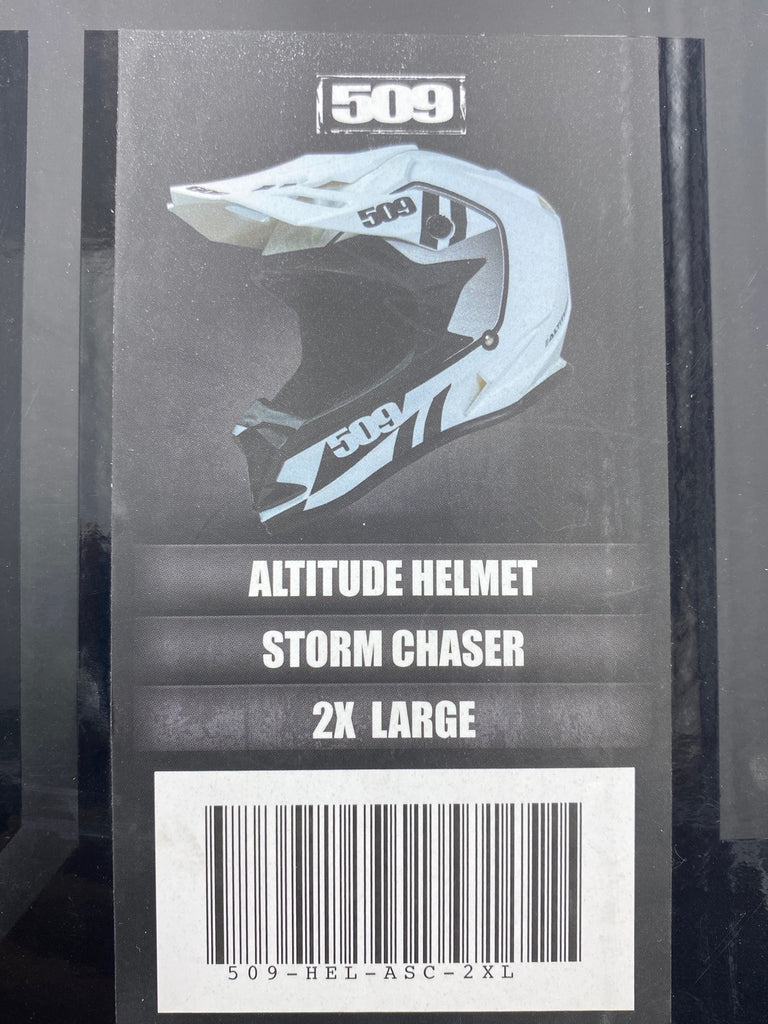 509
509
509
ALTITUDE HELMET
STORM CHASER
2X LARGE
509-HEL-ASC-2XL